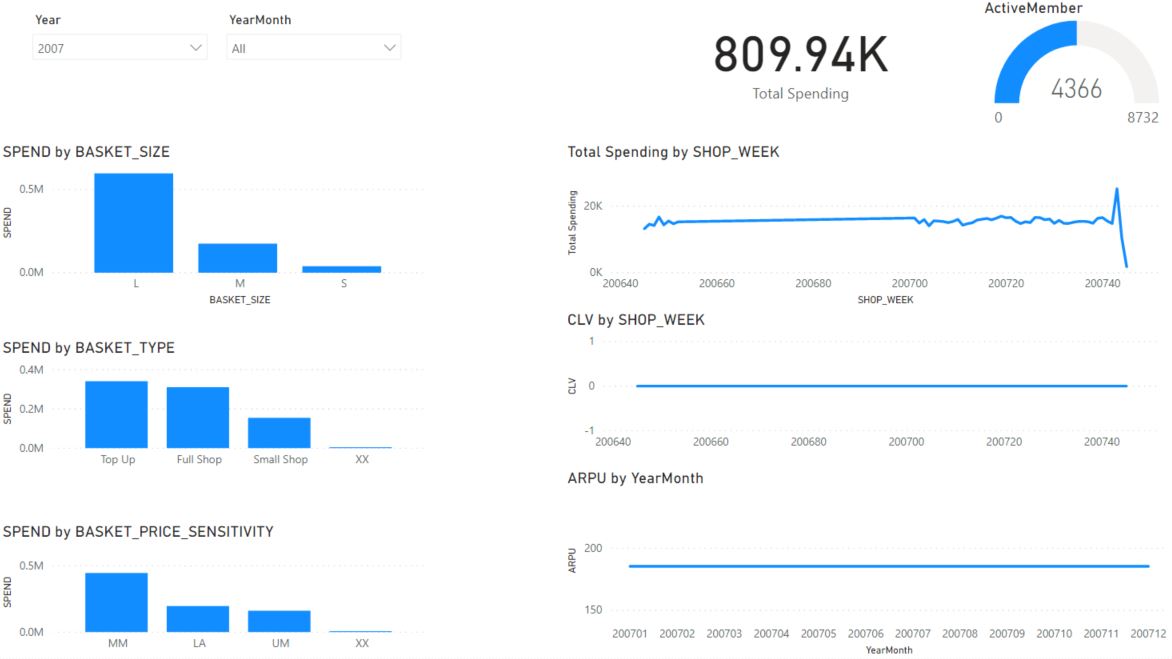 Year
YearMonth
2007
All
809.94K
Total Spending
ActiveMember
4366
0
8732
SPEND by BASKET_SIZE
0.5M
0.0M
SPEND
L
M
S
BASKET_SIZE
SPEND by BASKET_TYPE
0.4M
0.2M
0.0M
SPEND
Top Up
Full Shop
Small Shop
XX
SPEND by BASKET_PRICE_SENSITIVITY
0.5M
0.0M
SPEND
MM
LA
UM
XX
Total Spending by SHOP_WEEK
20K
0K
Total Spending
200640
200660
200680
200700
200720
200740
SHOP_WEEK
CLV by SHOP_WEEK
1
0
-1
CLV
200640
200660
200680
200700
200720
200740
ARPU by YearMonth
200
150
ARPU
200701
200702
200703
200704
200705
200706
200707
200708
200709
200710
200711
200712
YearMonth